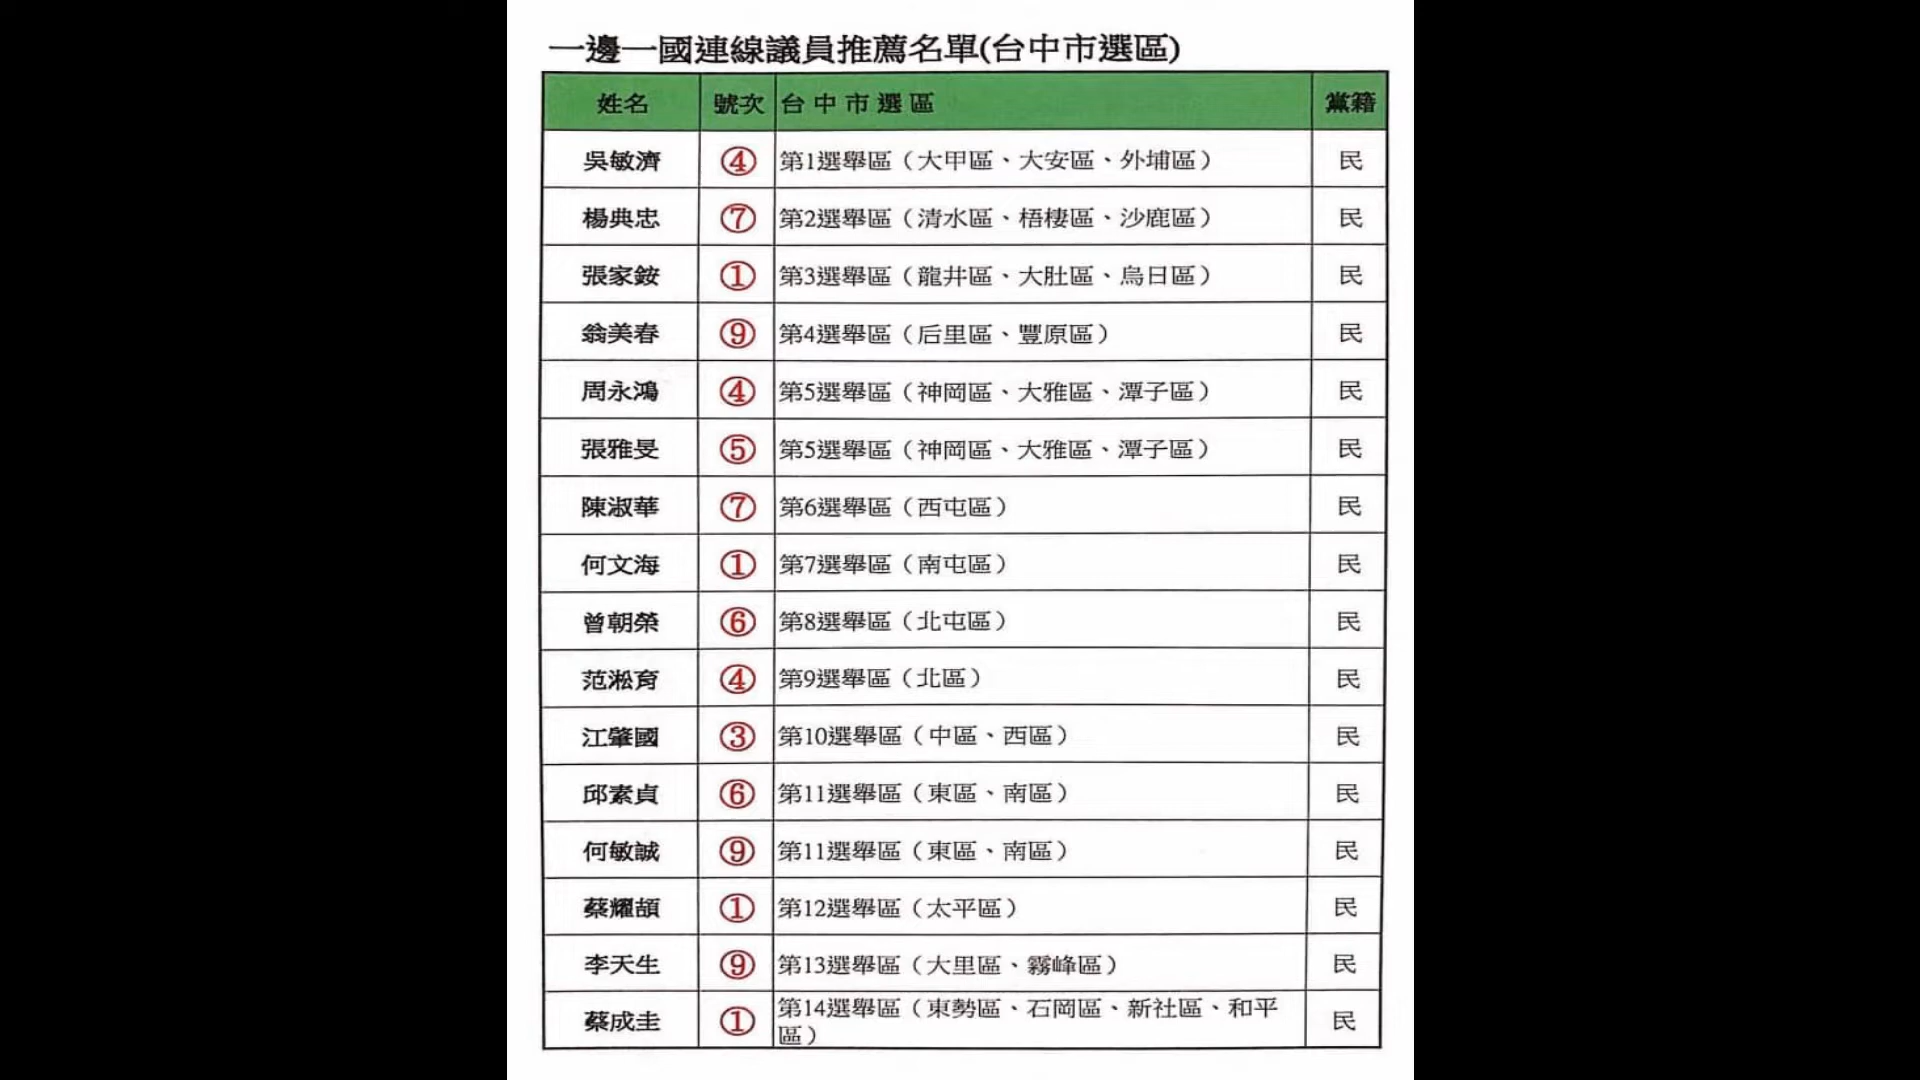 一邊一國連線議員推薦名單(台中市選區)
姓名 號次 台中市選區 黨籍
吳敏濟 ④ 第1選舉區（大甲區、大安區、外埔區） 民
楊典忠 ⑦ 第2選舉區（清水區、梧棲區、沙鹿區） 民
張家銨 ① 第3選舉區（龍井區、大肚區、烏日區） 民
翁美春 ⑨ 第4選舉區（后里區、豐原區） 民
周永鴻 ④ 第5選舉區（神岡區、大雅區、潭子區） 民
張雅旻 ⑤ 第5選舉區（神岡區、大雅區、潭子區） 民
陳淑華 ⑦ 第6選舉區（西屯區） 民
何文海 ① 第7選舉區（南屯區） 民
曾朝榮 ⑥ 第8選舉區（北屯區） 民
范淞育 ④ 第9選舉區（北區） 民
江肇國 ③ 第10選舉區（中區、西區） 民
邱素貞 ⑥ 第11選舉區（東區、南區） 民
何敏誠 ⑨ 第11選舉區（東區、南區） 民
蔡耀頡 ① 第12選舉區（太平區） 民
李天生 ⑨ 第13選舉區（大里區、霧峰區） 民
蔡成圭 ① 第14選舉區（東勢區、石岡區、新社區、和平
區） 民